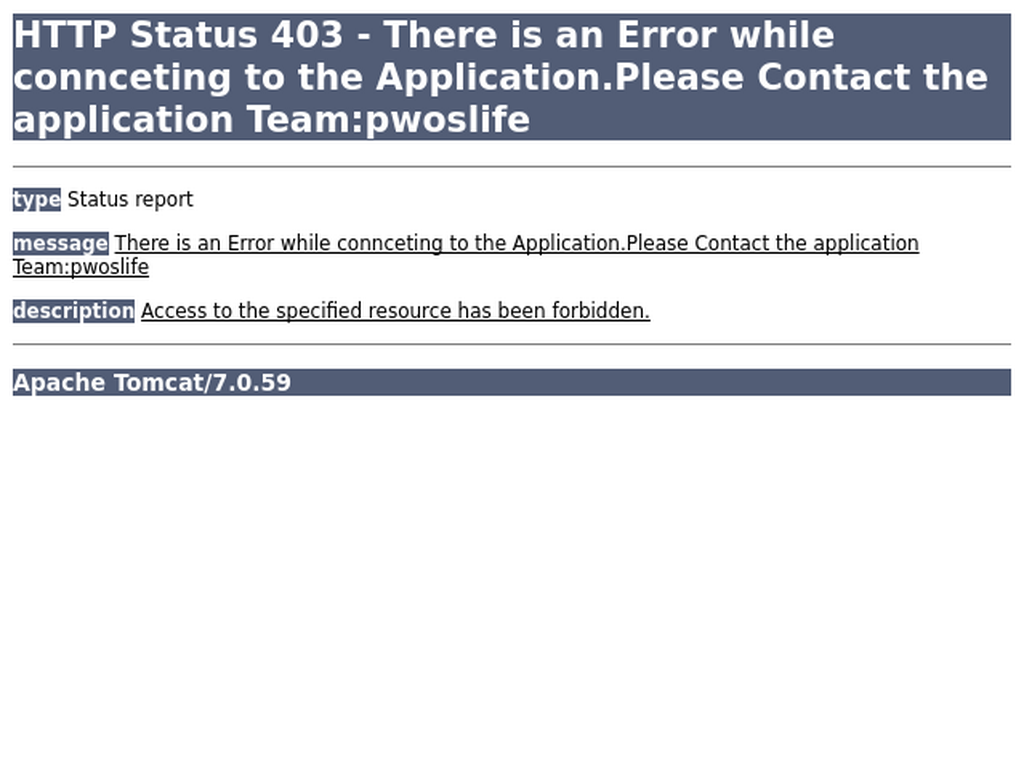 HTTP Status 403 - There is an Error while
connceting to the Application.Please Contact the
application Team:pwoslife
type Status report
message There is an Error while connceting to the Application.Please Contact the application
Team:pwoslife
description Access to the specified resource has been forbidden.
Apache Tomcat/7.0.59